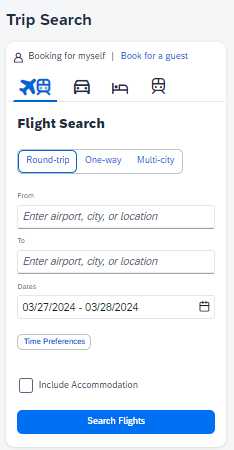 Trip Search
Booking for myself | Book for a guest
Flight Search
Round-trip One-way Multi-city
From
Enter airport, city, or location
To
Enter airport, city, or location
Dates
03/27/2024 - 03/28/2024
Time Preferences
Include Accommodation
Search Flights